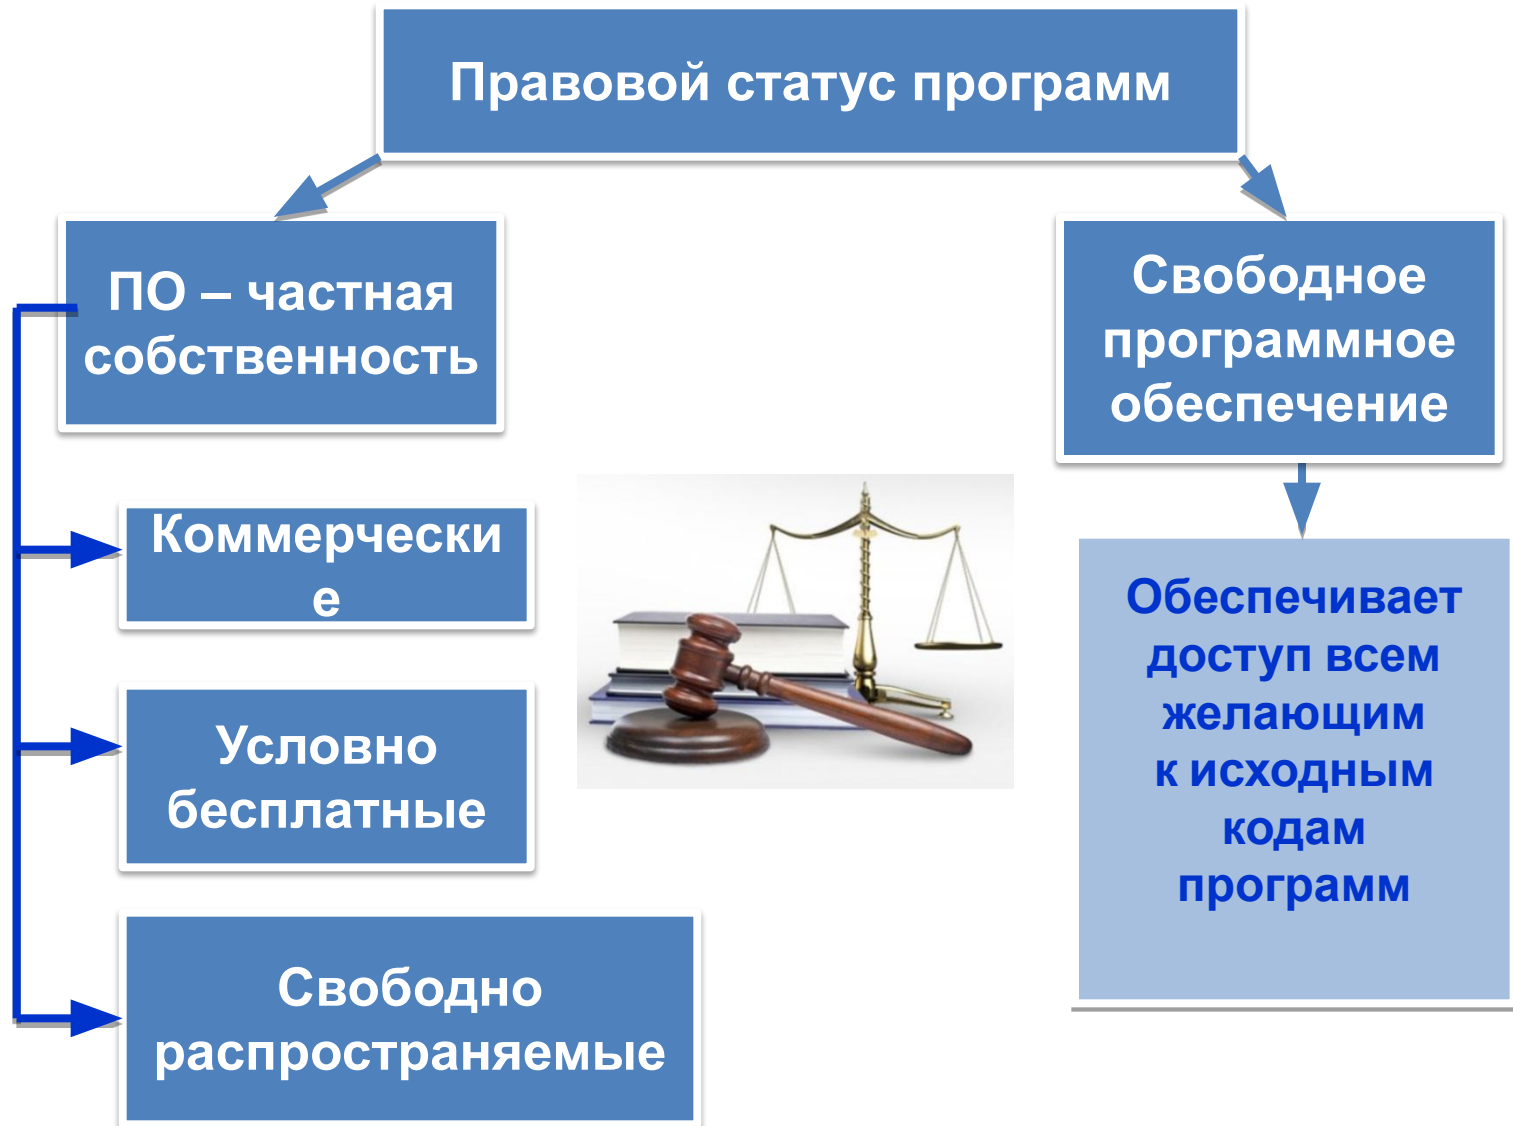 Правовой статус программ
ПО – частная
собственность
Коммерчески
е
Условно
бесплатные
Свободно
распространяемые
Свободное
программное
обеспечение
Обеспечивает
доступ всем
желающим
к исходным
кодам
программ